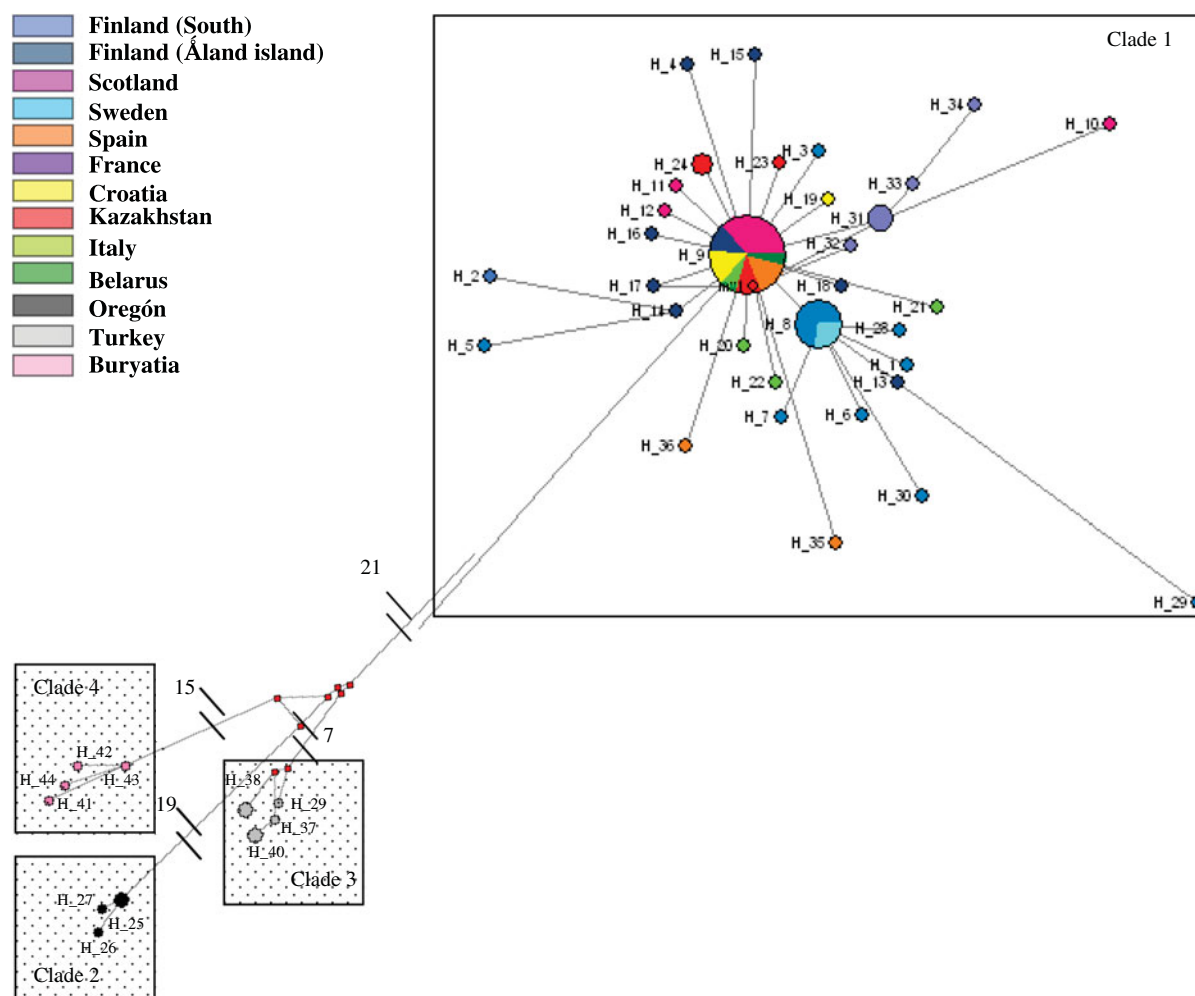 Finland (South)
Finland (Åland island)
Scotland
Sweden
Spain
France
Croatia
Kazakhstan
Italy
Belarus
Oregón
Turkey
Buryatia
Clade 1
H_15
H_4
H_34
H_10
H_3
H_23
H_24
H_33
H_11
H_19
H_12
H_31
H_16
H_32
H_9
H_2
H_17
H_18
H_14
H_21
H_8
H_28
H_5
H_20
H_1
H_22
H_13
H_7
H_6
H_36
H_30
H_35
H_29
21
15
7
19
Clade 4
H_42
H_44
H_43
H_41
H_38
H_29
H_37
H_40
Clade 3
H_27
H_25
H_26
Clade 2